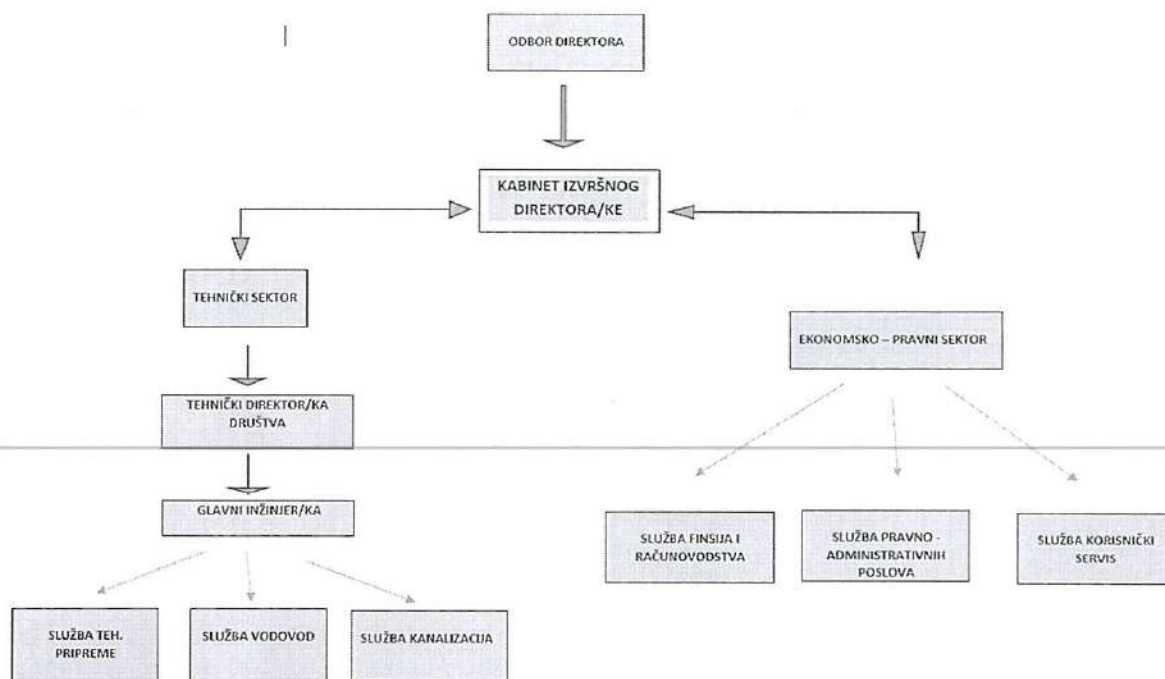 ODBOR DIREKTORA
KABINET IZVRŠNOG
DIREKTORA/KE
TEHNIČKI SEKTOR
EKONOMSKO – PRAVNI SEKTOR
TEHNIČKI DIREKTOR/KA
DRUŠTVA
GLAVNI INŽINJER/KA
SLUŽBA FINSIJA I
RAČUNOVODSTVA
SLUŽBA PRAVNO -
ADMINISTRATIVNIH
POSLOVA
SLUŽBA KORISNIČKI
SERVIS
SLUŽBA TEH.
PRIPREME
SLUŽBA VODOVOD
SLUŽBA KANALIZACIJA